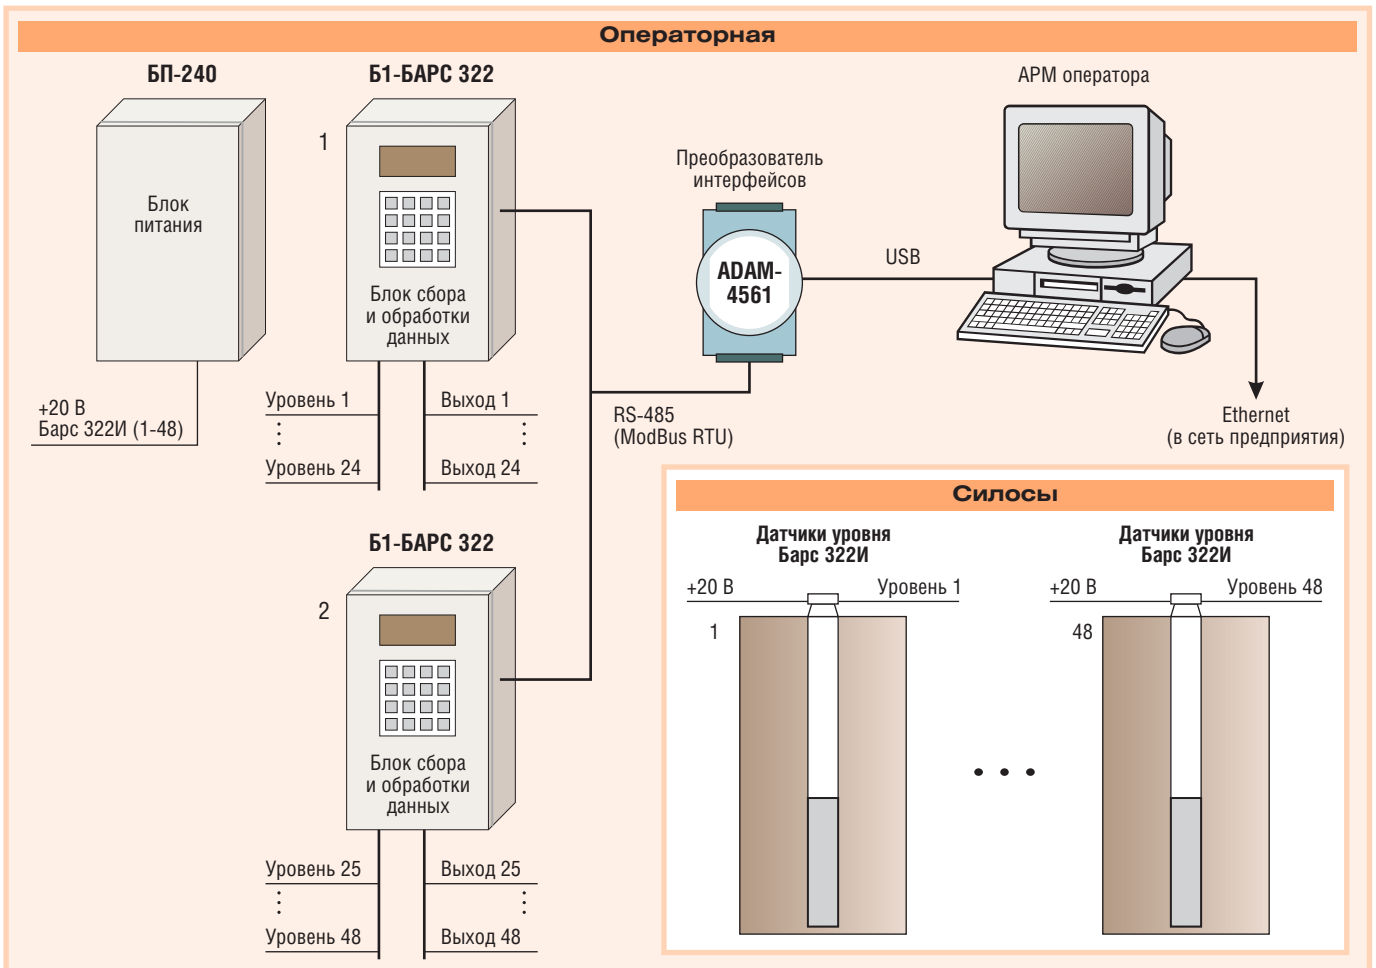 Операторная
БП-240
Блок
питания
+20 В
Барс 322И (1-48)
Б1-БАРС 322
1
Блок сбора
и обработки
данных
Уровень 1
Выход 1
Уровень 24
Выход 24
Б1-БАРС 322
2
Блок сбора
и обработки
данных
Уровень 25
Выход 25
Уровень 48
Выход 48
RS-485
(ModBus RTU)
Преобразователь
интерфейсов
ADAM-
4561
USB
АРМ оператора
Ethernet
(в сеть предприятия)
Силосы
Датчики уровня
Барс 322И
+20 В
Уровень 1
1
Датчики уровня
Барс 322И
+20 В
Уровень 48
48